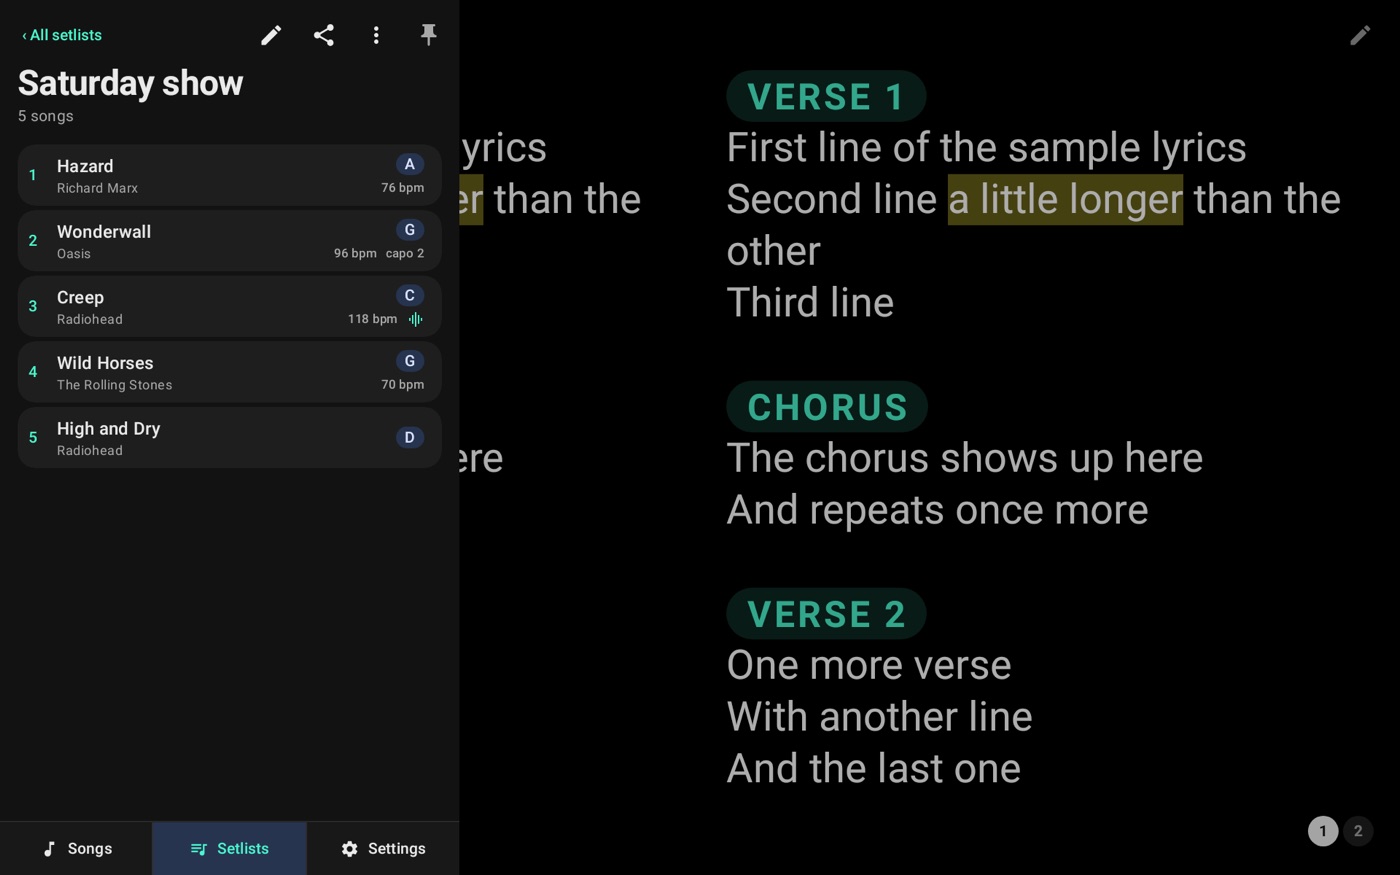 ‹ All setlists
Saturday show
5 songs
1 Hazard A
Richard Marx 76 bpm
2 Wonderwall G
Oasis 96 bpm capo 2
3 Creep C
Radiohead 118 bpm
4 Wild Horses G
The Rolling Stones 70 bpm
5 High and Dry D
Radiohead
Songs
Setlists
Settings
yrics
er than the
ere
VERSE 1
First line of the sample lyrics
Second line a little longer than the
other
Third line
CHORUS
The chorus shows up here
And repeats once more
VERSE 2
One more verse
With another line
And the last one
1 2